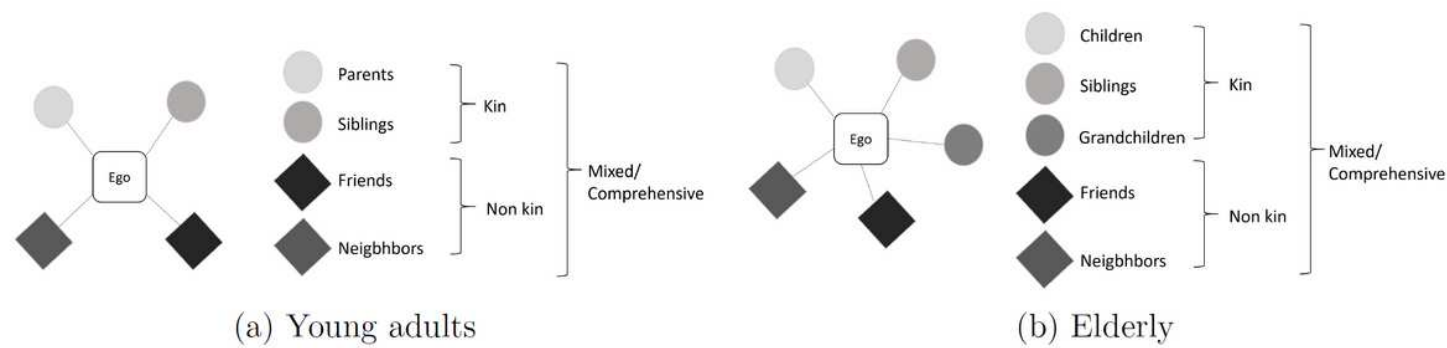 Ego
Parents
Siblings
Friends
Neigbhbors
Kin
Non kin
Mixed/
Comprehensive
(a) Young adults
Ego
Children
Siblings
Grandchildren
Friends
Neigbhbors
Kin
Non kin
Mixed/
Comprehensive
(b) Elderly